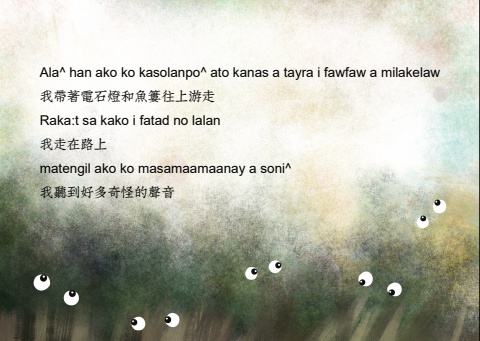 Ala^ han ako ko kasolanpo^ ato kanas a tayra i fawfaw a milakelaw
我帶著電石燈和魚簍往上游走
Raka:t sa kako i fatad no lalan
我走在路上
matengil ako ko masamaamaanay a soni^
我聽到好多奇怪的聲音